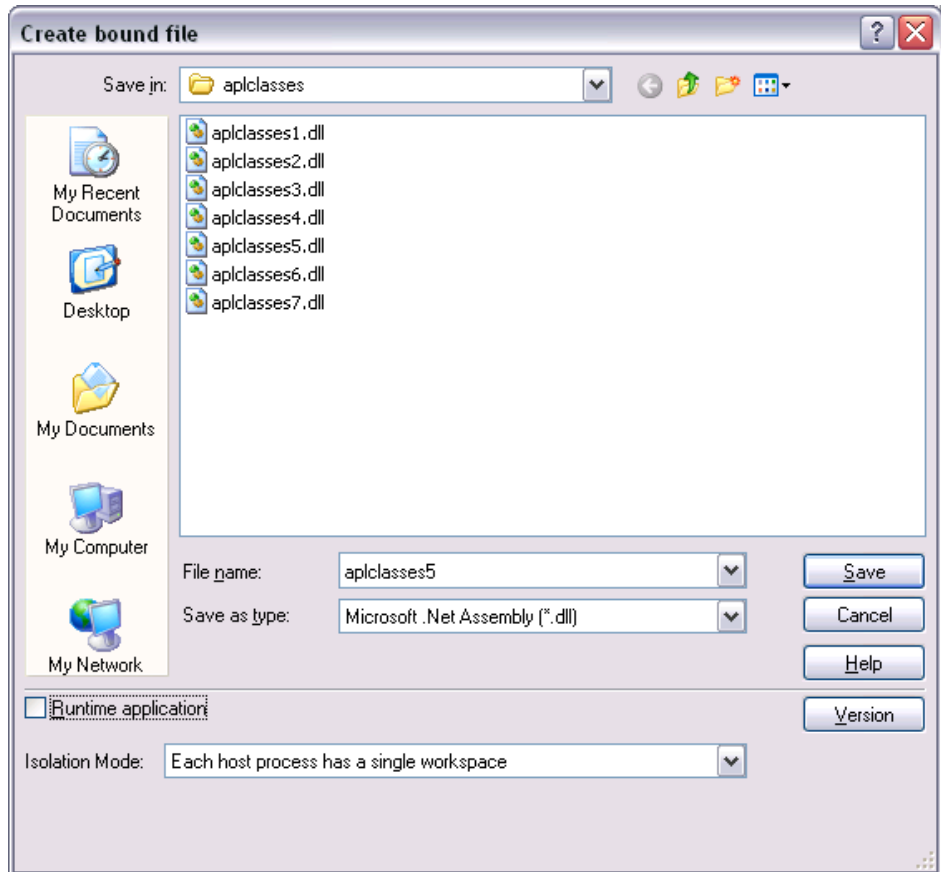 Create bound file
Save in:
aplclasses
aplclasses1.dll
aplclasses2.dll
aplclasses3.dll
aplclasses4.dll
aplclasses5.dll
aplclasses6.dll
aplclasses7.dll
My Recent
Documents
Desktop
My Documents
My Computer
My Network
File name:
aplclasses5
Save
Save as type:
Microsoft .Net Assembly (*.dll)
Cancel
Help
Runtime application
Version
Isolation Mode:
Each host process has a single workspace